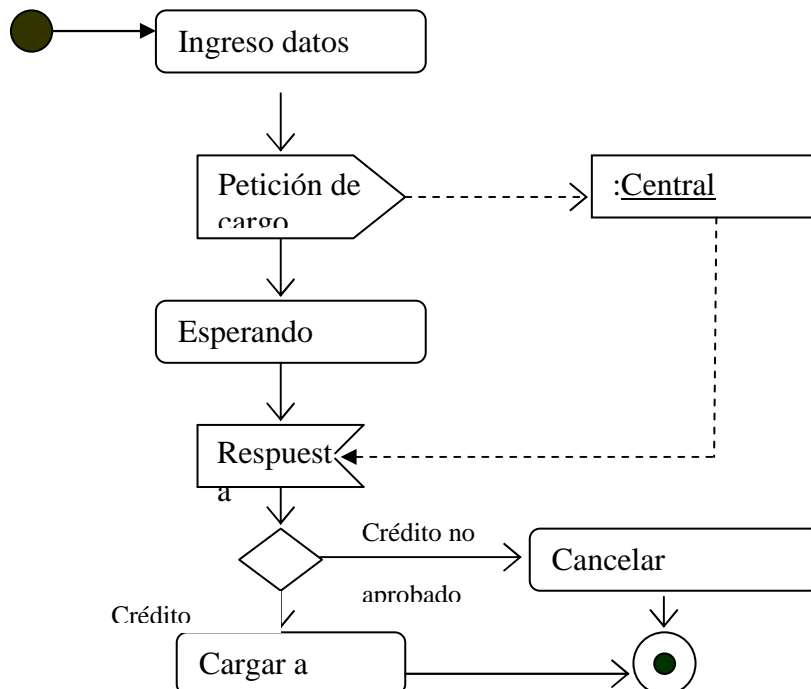 Ingreso datos
Petición de
cargo
:Central
Esperando
Respuest
a
Crédito no
aprobado
Cancelar
Crédito
Cargar a